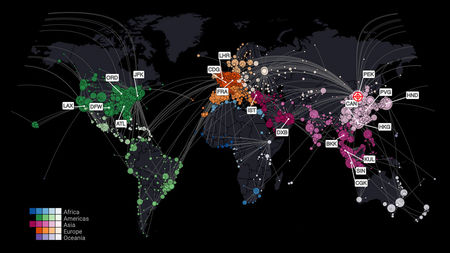 LHR
PEK
CDG
JFK
ORD
FRA
PVG
HND
CAN
LAX
DFW
IST
ATL
HKG
DXB
BKK
KUL
SIN
CGK
Africa
Americas
Asia
Europe
Oceania